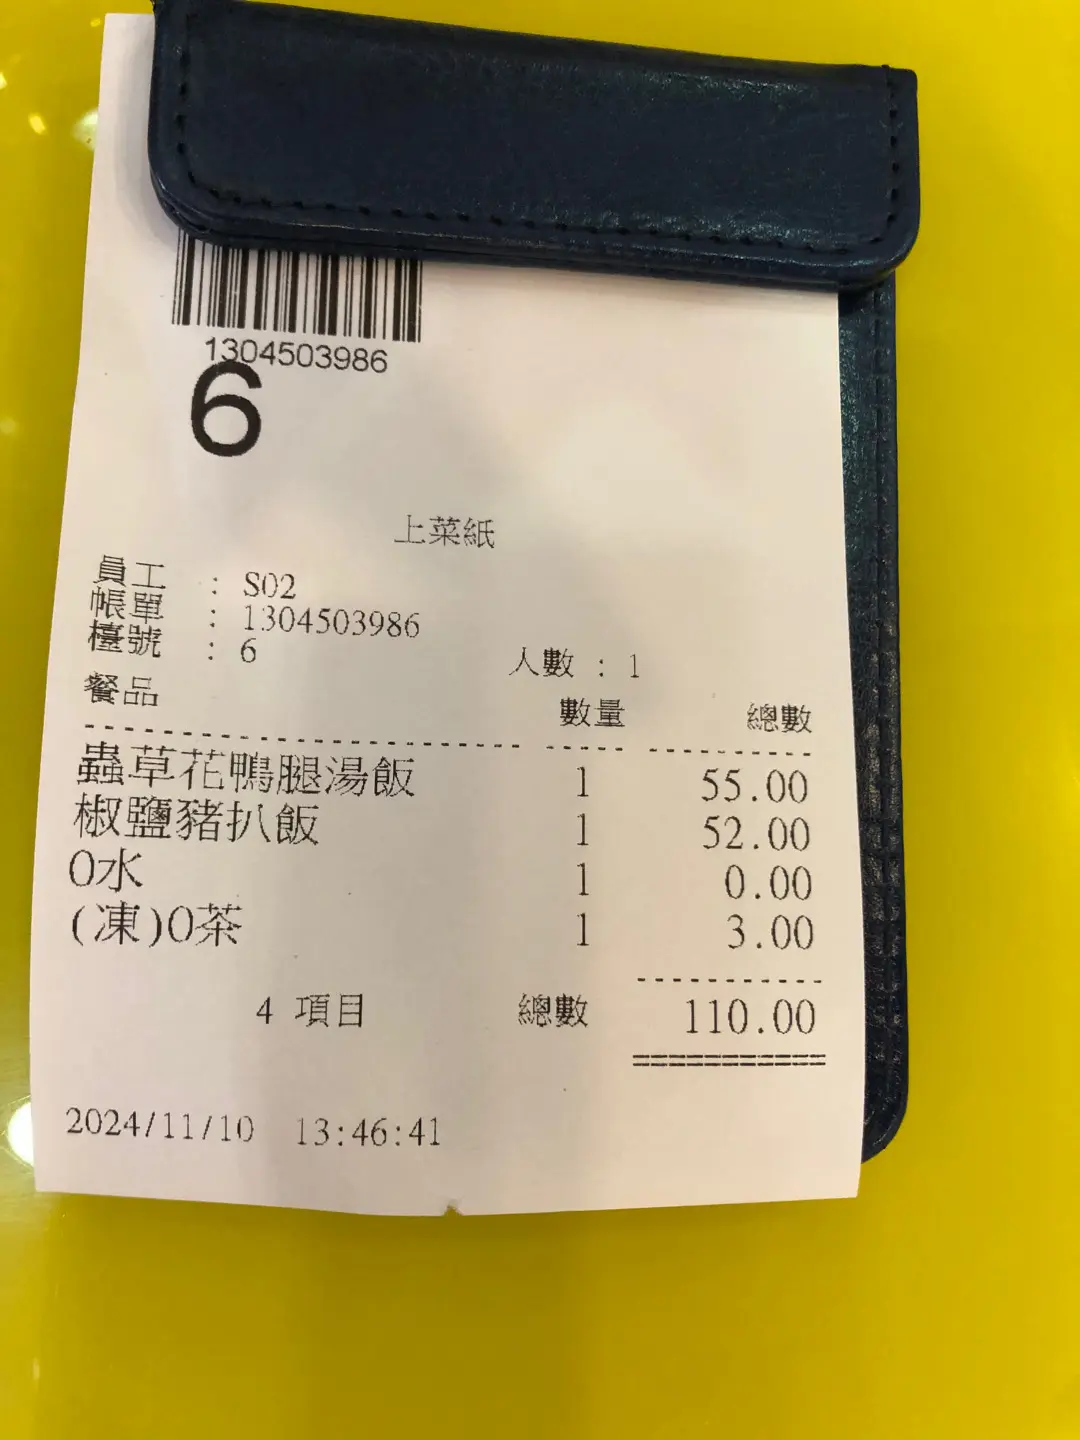 1304503986
6
上菜紙
員工 : S02
帳單 : 1304503986
檯號 : 6
人數 : 1
餐品 數量 總數
蟲草花鴨腿湯飯 1 55.00
椒鹽豬扒飯 1 52.00
O水 1 0.00
(凍)O茶 1 3.00
4 項目 總數 110.00
2024/11/10 13:46:41